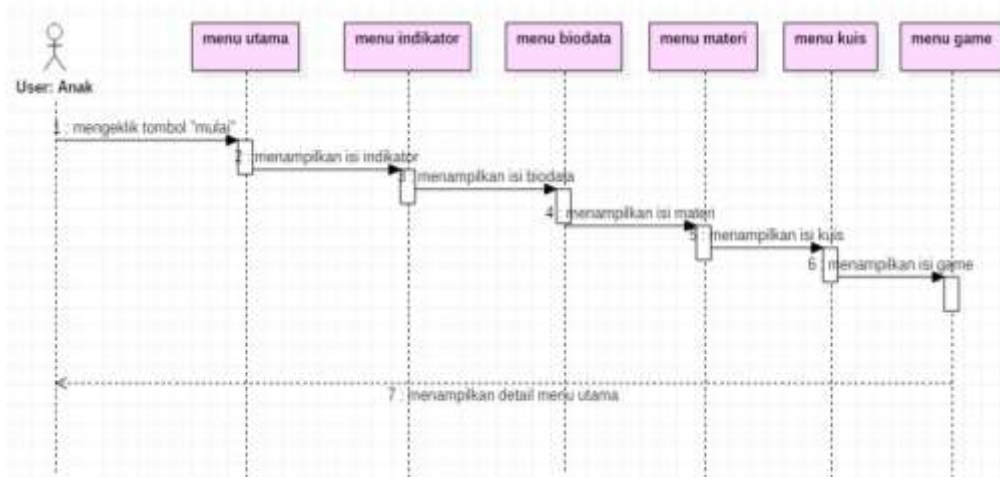 menu utama
menu indikator
menu biodata
menu materi
menu kuis
menu game
User: Anak
1 : mengeklik tombol "mulai"
2 : menampilkan isi indikator
menampilkan isi biodata
4 : menampilkan isi materi
5 : menampilkan isi kuis
6 : menampilkan isi game
7 : menampilkan detail menu utama